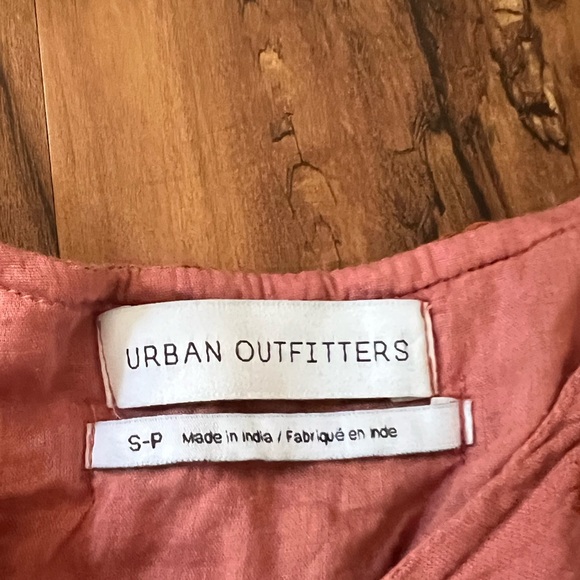 URBAN OUTFITTERS
S-P Made in India / Fabriqué en Inde